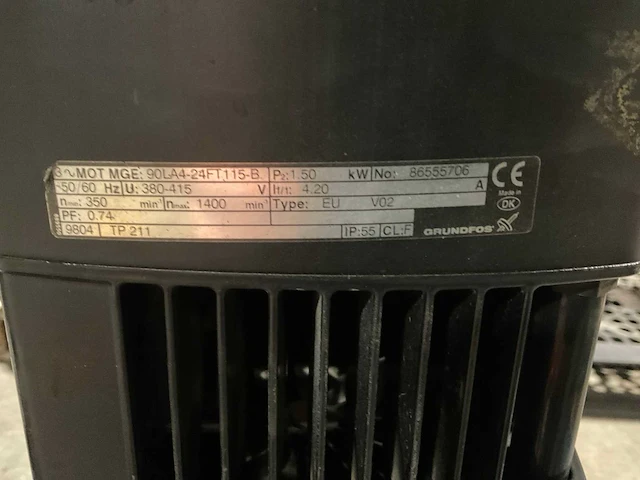 3~MOT MGE: 90LA4-24FT115-B. P₂:1.50 kW No: 86555706
~50/60 Hz U: 380-415 V I1/1: 4.20 A
nmin: 350 min⁻¹ nmax: 1400 min⁻¹ Type: EU V02
PF: 0.74
9804 TP 211 IP:55 CL:F GRUNDFOS
CE
Made in
DK